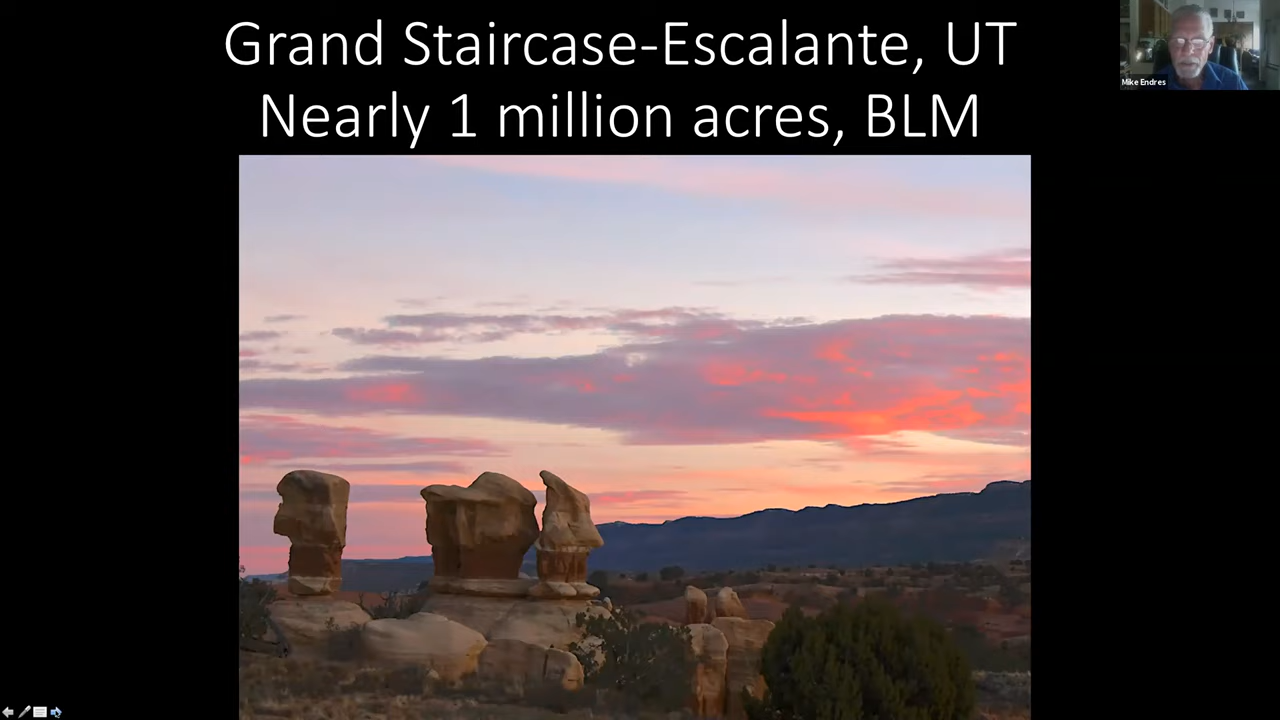 Grand Staircase-Escalante, UT
Nearly 1 million acres, BLM
Mike Endres